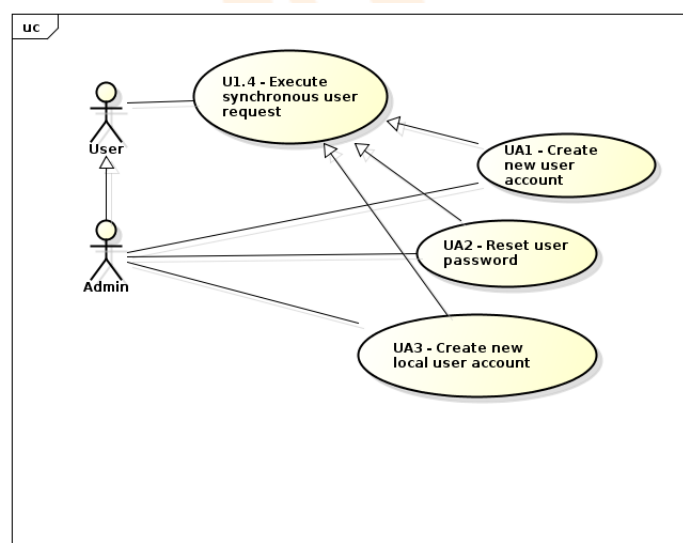 uc
U1.4 - Execute
synchronous user
request
User
UA1 - Create
new user
account
UA2 - Reset user
password
Admin
UA3 - Create new
local user account